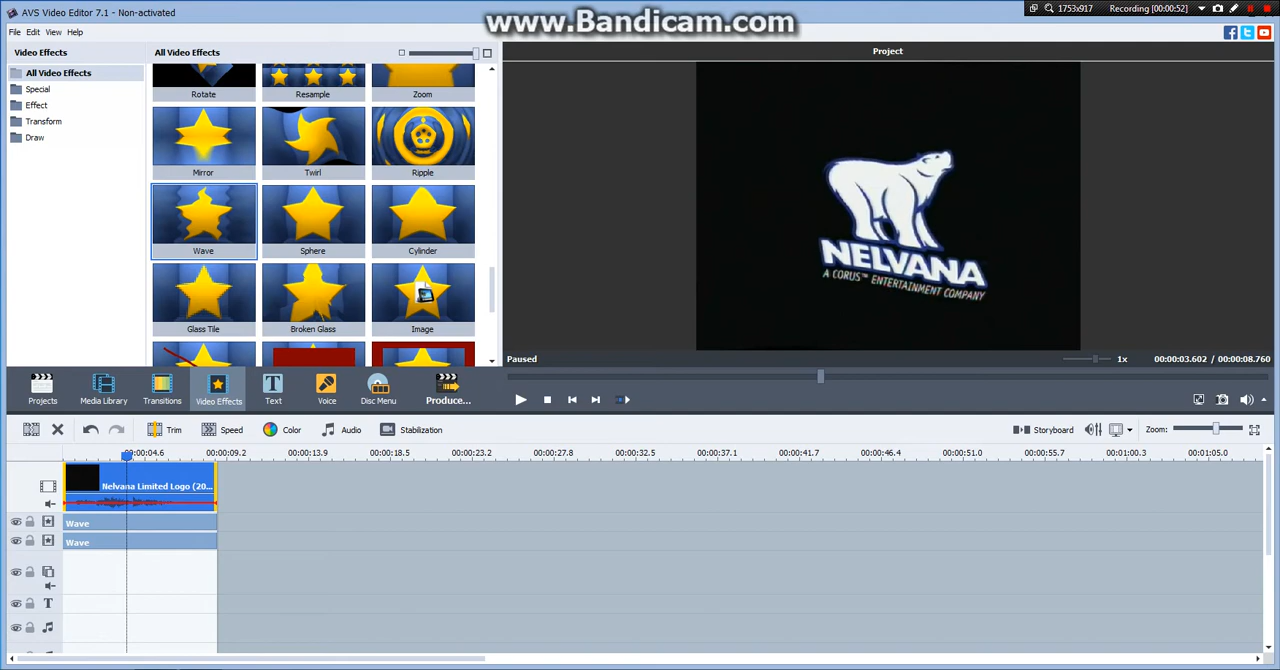 AVS Video Editor 7.1 - Non-activated
www.Bandicam.com
1753x917
Recording [00:00:52]
File Edit View Help
Video Effects
All Video Effects
Project
All Video Effects
Special
Effect
Transform
Draw
Rotate
Resample
Zoom
Mirror
Twirl
Ripple
Wave
Sphere
Cylinder
Glass Tile
Broken Glass
Image
NELVANA
A CORUS™ ENTERTAINMENT COMPANY
Paused
1x
00:00:03.602 / 00:00:08.760
Projects
Media Library
Transitions
Video Effects
Text
Voice
Disc Menu
Produce...
Trim
Speed
Color
Audio
Stabilization
Storyboard
Zoom:
00:00:04.6 00:00:09.2 00:00:13.9 00:00:18.5 00:00:23.2 00:00:27.8 00:00:32.5 00:00:37.1 00:00:41.7 00:00:46.4 00:00:51.0 00:00:55.7 00:01:00.3 00:01:05.0
Nelvana Limited Logo (20...
Wave
Wave
T